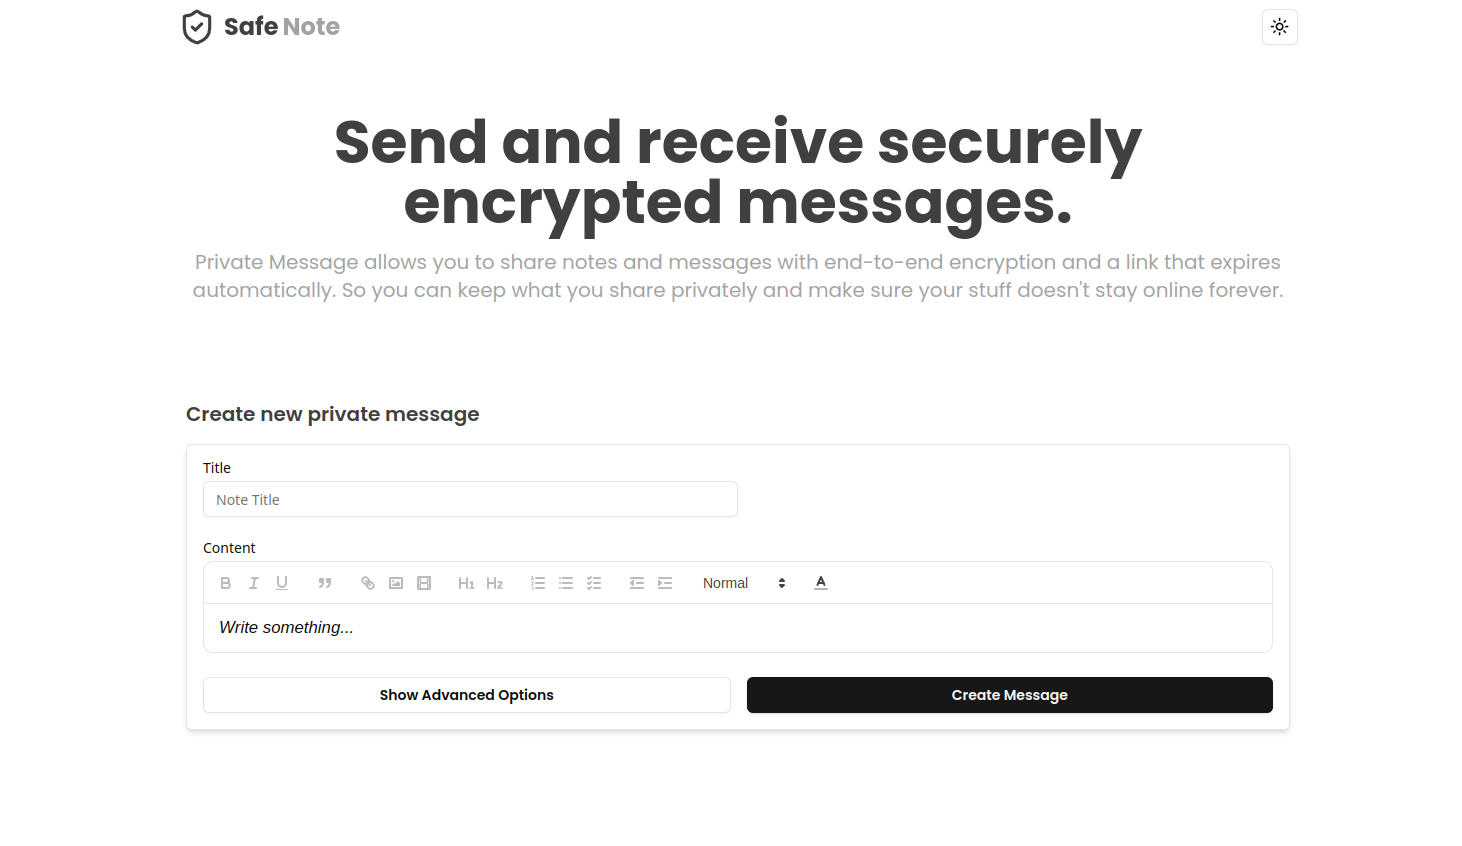 Safe Note
Send and receive securely
encrypted messages.
Private Message allows you to share notes and messages with end-to-end encryption and a link that expires
automatically. So you can keep what you share privately and make sure your stuff doesn't stay online forever.
Create new private message
Title
Note Title
Content
B I U H1 H2 Normal A
Write something...
Show Advanced Options Create Message